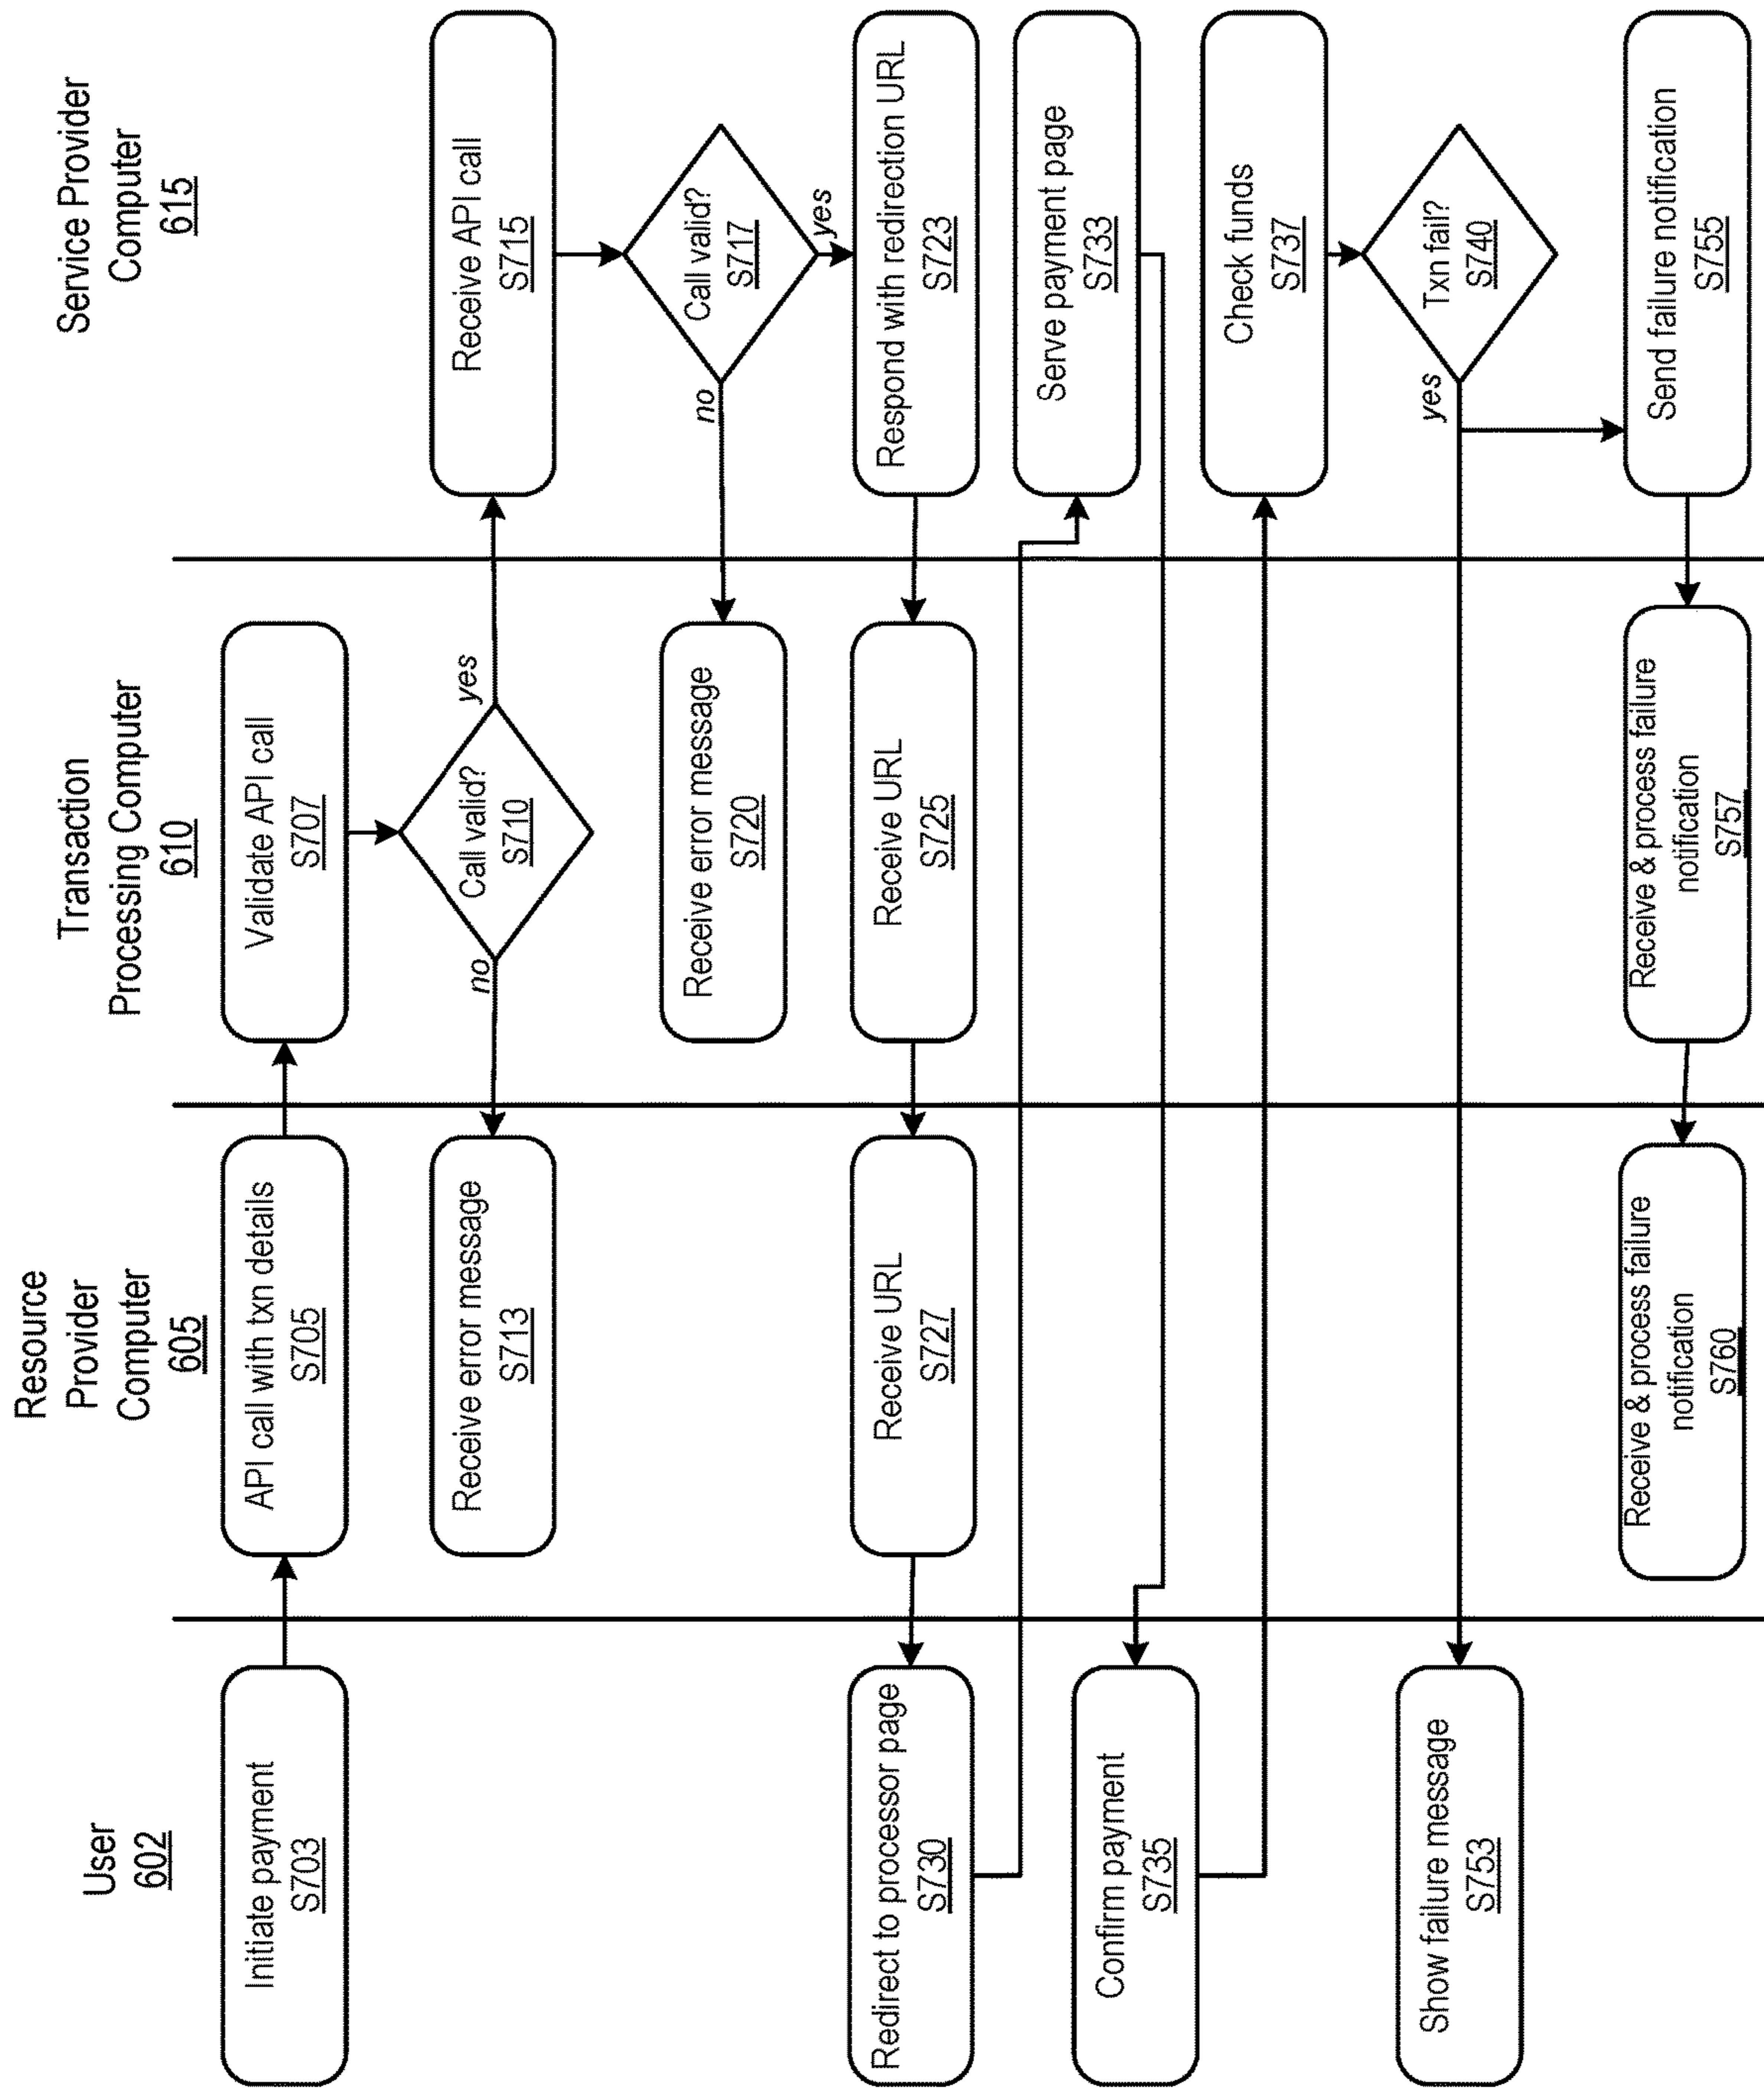 User
602
Resource
Provider
Computer
605
Transaction
Processing Computer
610
Service Provider
Computer
615
Initiate payment
S703
API call with txn details
S705
Validate API call
S707
Receive error message
S713
no
Call valid?
S710
yes
Receive API call
S715
Receive error message
S720
no
Call valid?
S717
yes
Redirect to processor page
S730
Receive URL
S727
Receive URL
S725
Respond with redirection URL
S723
Serve payment page
S733
Confirm payment
S735
Check funds
S737
Show failure message
S753
yes
Txn fail?
S740
Receive & process failure
notification
S760
Receive & process failure
notification
S757
Send failure notification
S755